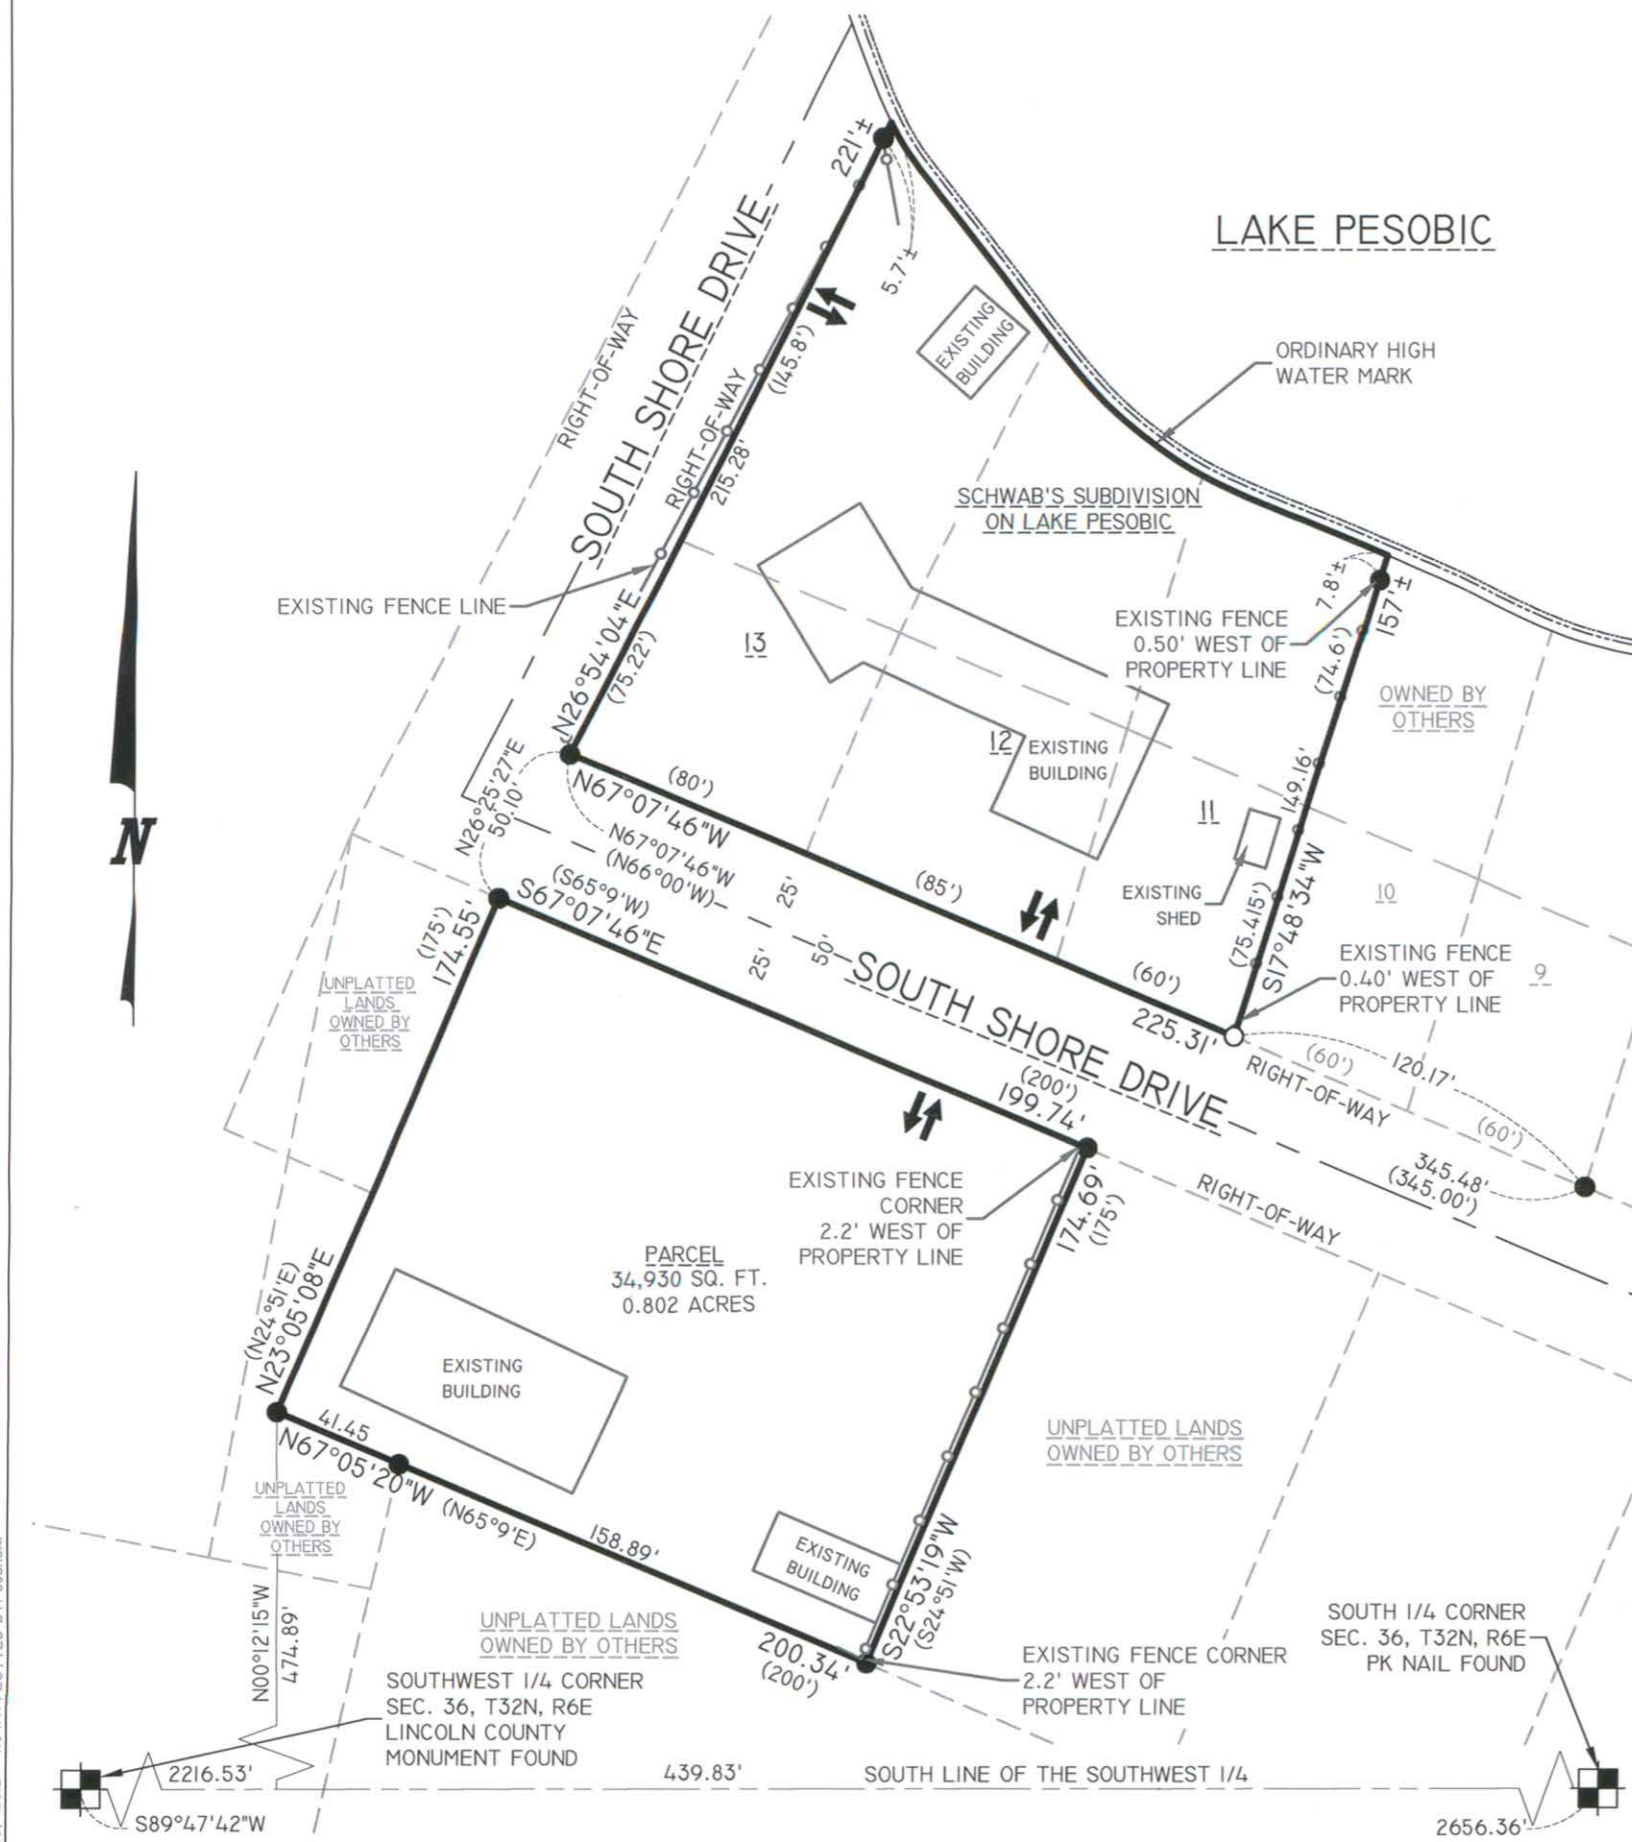 LAKE PESOBIC
221'±
5.7'±
SOUTH SHORE DRIVE
RIGHT-OF-WAY
RIGHT-OF-WAY
(145.8')
215.28'
EXISTING
BUILDING
ORDINARY HIGH
WATER MARK
SCHWAB'S SUBDIVISION
ON LAKE PESOBIC
EXISTING FENCE LINE
N26°54'04"E
(75.22')
13
12
EXISTING
BUILDING
11
7.8'±
157'±
EXISTING FENCE
0.50' WEST OF
PROPERTY LINE
(74.6')
OWNED BY
OTHERS
149.16'
S17°48'34"W
(75.415')
EXISTING
SHED
10
9
EXISTING FENCE
0.40' WEST OF
PROPERTY LINE
N
N26°25'27"E
50.10'
(80')
N67°07'46"W
N67°07'46"W
(N66°00'W)
(85')
(60')
225.31'
25'
25'
50'
SOUTH SHORE DRIVE
(60')
120.17'
RIGHT-OF-WAY
(60')
345.48'
(345.00')
(S65°9'W)
S67°07'46"E
(200')
199.74'
(175')
174.55'
UNPLATTED
LANDS
OWNED BY
OTHERS
EXISTING FENCE
CORNER
2.2' WEST OF
PROPERTY LINE
174.69'
(175')
RIGHT-OF-WAY
PARCEL
34,930 SQ. FT.
0.802 ACRES
(N24°51'E)
N23°05'08"E
EXISTING
BUILDING
UNPLATTED LANDS
OWNED BY OTHERS
41.45
N67°05'20"W (N65°9'E)
158.89'
EXISTING
BUILDING
S22°53'19"W
(S24°51'W)
200.34'
(200')
UNPLATTED
LANDS
OWNED BY
OTHERS
N00°12'15"W
474.89'
UNPLATTED LANDS
OWNED BY OTHERS
EXISTING FENCE CORNER
2.2' WEST OF
PROPERTY LINE
SOUTH 1/4 CORNER
SEC. 36, T32N, R6E
PK NAIL FOUND
SOUTHWEST 1/4 CORNER
SEC. 36, T32N, R6E
LINCOLN COUNTY
MONUMENT FOUND
2216.53'
439.83'
SOUTH LINE OF THE SOUTHWEST 1/4
S89°47'42"W
2656.36'